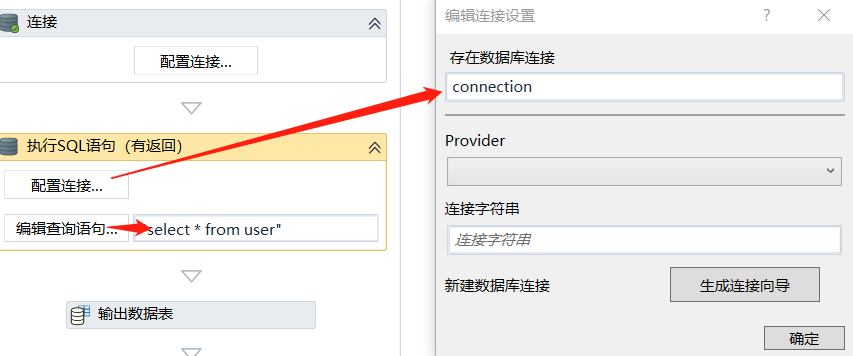 连接
配置连接...
执行SQL语句（有返回）
配置连接...
编辑查询语句...
select * from user"
输出数据表
编辑连接设置
?
存在数据库连接
connection
Provider
连接字符串
连接字符串
新建数据库连接
生成连接向导
确定